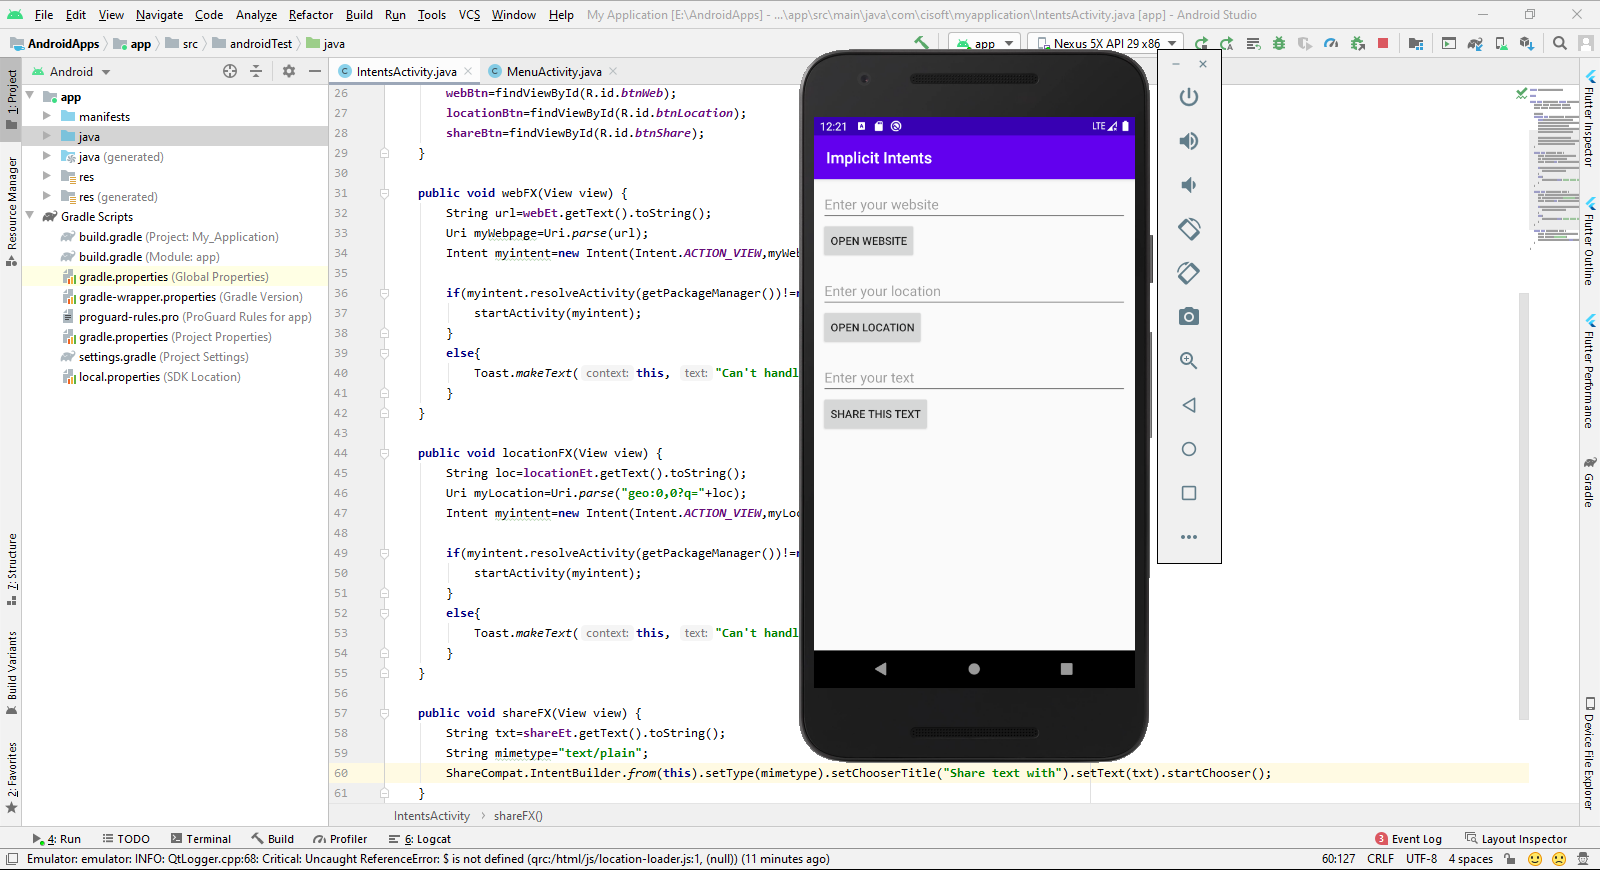 File Edit View Navigate Code Analyze Refactor Build Run Tools VCS Window Help My Application [E:\AndroidApps] - ...\app\src\main\java\com\cisoft\myapplication\IntentsActivity.java [app] - Android Studio
AndroidApps app src androidTest java app Nexus 5X API 29 x86
1: Project
Resource Manager
7: Structure
Build Variants
2: Favorites
Android
app
manifests
java
java (generated)
res
res (generated)
Gradle Scripts
build.gradle (Project: My_Application)
build.gradle (Module: app)
gradle.properties (Global Properties)
gradle-wrapper.properties (Gradle Version)
proguard-rules.pro (ProGuard Rules for app)
gradle.properties (Project Properties)
settings.gradle (Project Settings)
local.properties (SDK Location)
IntentsActivity.java MenuActivity.java
26 webBtn=findViewById(R.id.btnWeb);
27 locationBtn=findViewById(R.id.btnLocation);
28 shareBtn=findViewById(R.id.btnShare);
29 }
30
31 public void webFX(View view) {
32 String url=webEt.getText().toString();
33 Uri myWebpage=Uri.parse(url);
34 Intent myintent=new Intent(Intent.ACTION_VIEW,myWeb
35
36 if(myintent.resolveActivity(getPackageManager())!=n
37 startActivity(myintent);
38 }
39 else{
40 Toast.makeText( context: this, text: "Can't handl
41 }
42 }
43
44 public void locationFX(View view) {
45 String loc=locationEt.getText().toString();
46 Uri myLocation=Uri.parse("geo:0,0?q="+loc);
47 Intent myintent=new Intent(Intent.ACTION_VIEW,myLoc
48
49 if(myintent.resolveActivity(getPackageManager())!=n
50 startActivity(myintent);
51 }
52 else{
53 Toast.makeText( context: this, text: "Can't handl
54 }
55 }
56
57 public void shareFX(View view) {
58 String txt=shareEt.getText().toString();
59 String mimetype="text/plain";
60 ShareCompat.IntentBuilder.from(this).setType(mimetype).setChooserTitle("Share text with").setText(txt).startChooser();
61 }
IntentsActivity shareFX()
12:21 LTE
Implicit Intents
Enter your website
OPEN WEBSITE
Enter your location
OPEN LOCATION
Enter your text
SHARE THIS TEXT
Flutter Inspector
Flutter Outline
Flutter Performance
Gradle
Device File Explorer
4: Run TODO Terminal Build Profiler 6: Logcat 3 Event Log Layout Inspector
Emulator: emulator: INFO: QtLogger.cpp:68: Critical: Uncaught ReferenceError: $ is not defined (qrc:/html/js/location-loader.js:1, (null)) (11 minutes ago) 60:127 CRLF UTF-8 4 spaces